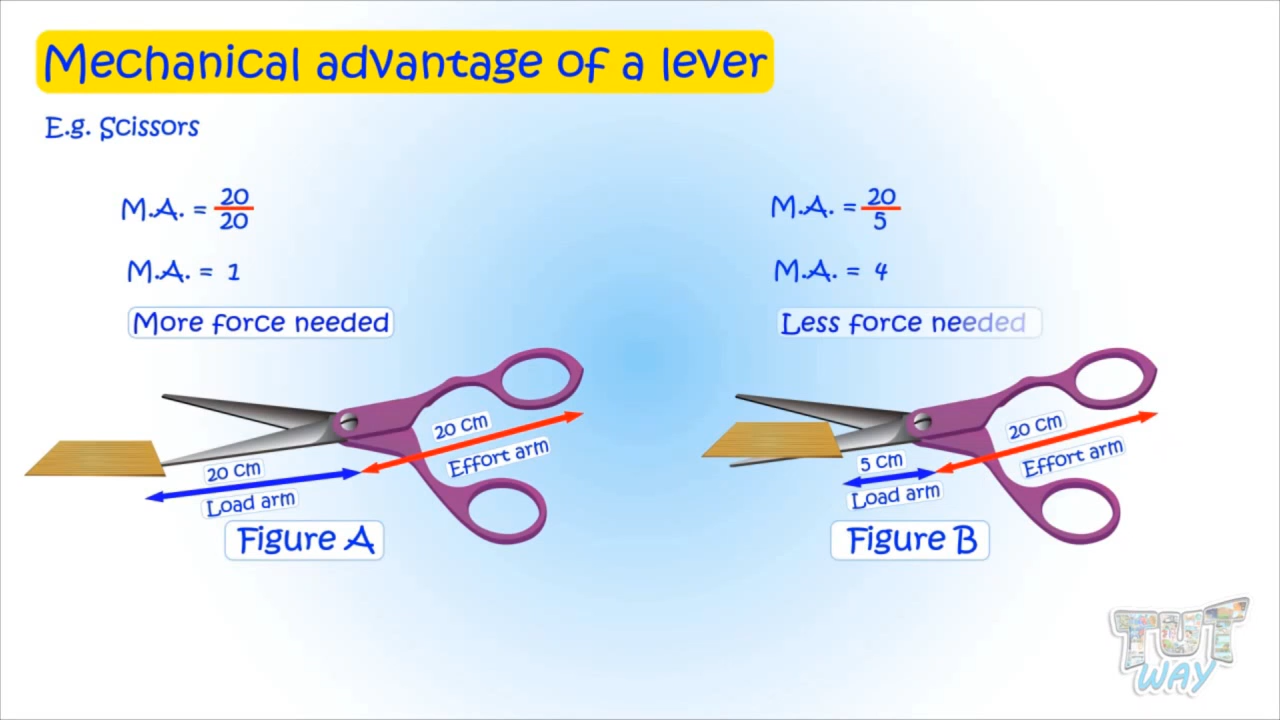 Mechanical advantage of a lever
E.g. Scissors
M.A. = 20/20
M.A. = 1
More force needed
20 cm
Load arm
20 cm
Effort arm
Figure A
M.A. = 20/5
M.A. = 4
Less force needed
5 cm
Load arm
20 cm
Effort arm
Figure B
TUT
WAY